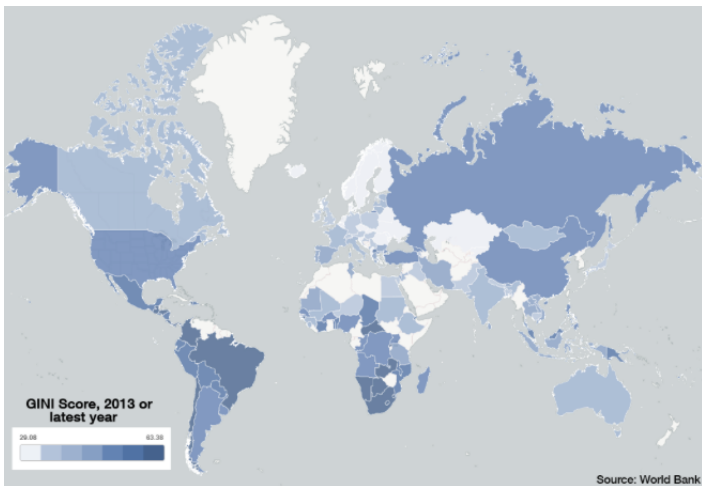 GINI Score, 2013 or
latest year
29.08 63.38
Source: World Bank